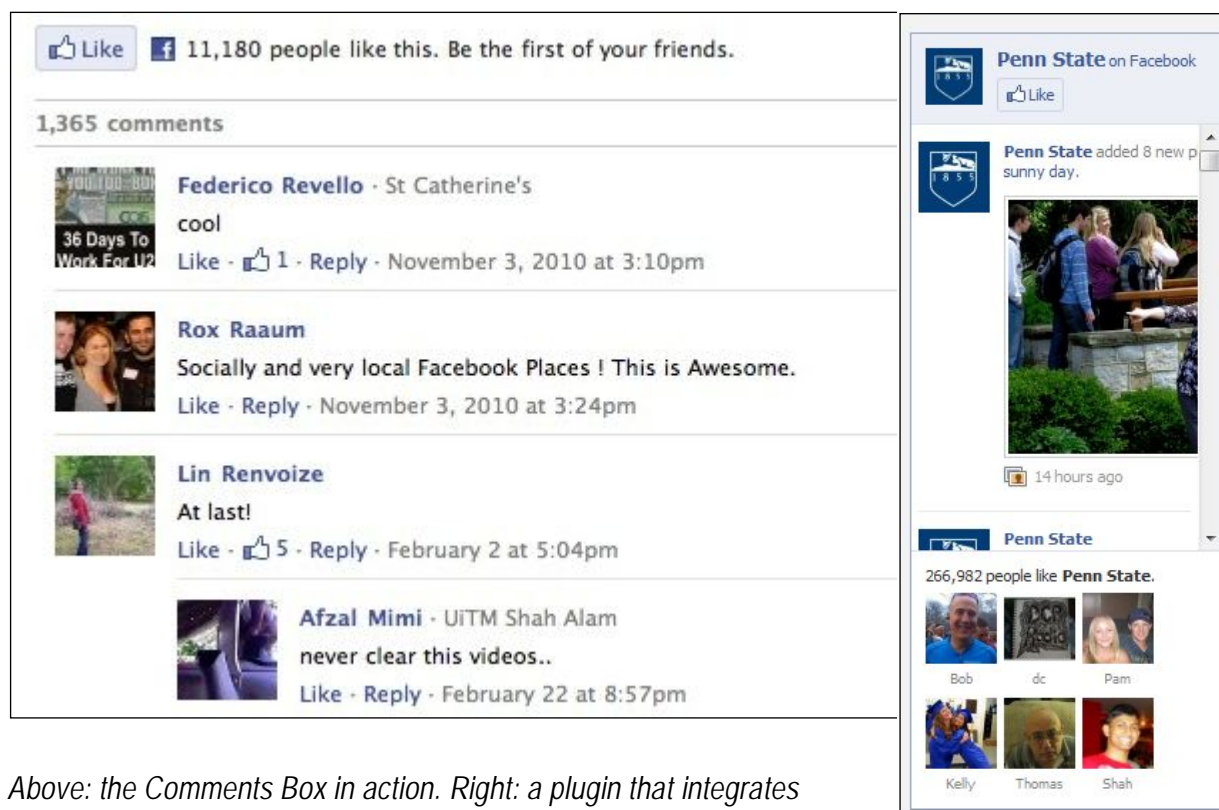 Like 11,180 people like this. Be the first of your friends.
1,365 comments
36 Days To
Work For U2
Federico Revello · St Catherine's
cool
Like · 1 · Reply · November 3, 2010 at 3:10pm
Rox Raaum
Socially and very local Facebook Places ! This is Awesome.
Like · Reply · November 3, 2010 at 3:24pm
Lin Renvoize
At last!
Like · 5 · Reply · February 2 at 5:04pm
Afzal Mimi · UiTM Shah Alam
never clear this videos..
Like · Reply · February 22 at 8:57pm
Penn State on Facebook
Like
1855
Penn State added 8 new p
sunny day.
1855
14 hours ago
Penn State
266,982 people like Penn State.
Bob dc Pam
Kelly Thomas Shah
Above: the Comments Box in action. Right: a plugin that integrates